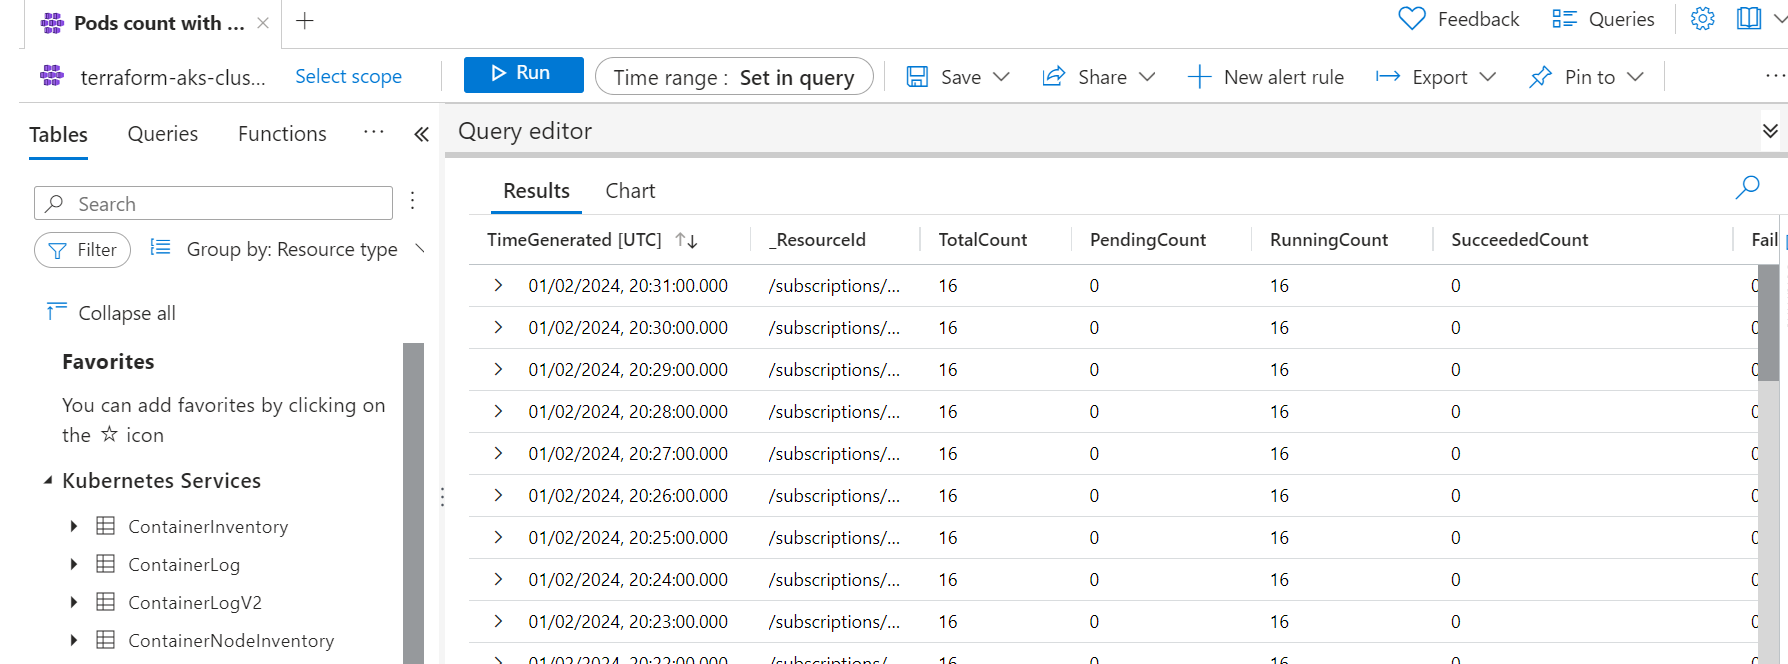 Pods count with ...
Feedback
Queries
terraform-aks-clus...
Select scope
Run
Time range : Set in query
Save
Share
New alert rule
Export
Pin to
Tables
Queries
Functions
Query editor
Search
Filter
Group by: Resource type
Collapse all
Favorites
You can add favorites by clicking on
the ☆ icon
Kubernetes Services
ContainerInventory
ContainerLog
ContainerLogV2
ContainerNodeInventory
Results
Chart
TimeGenerated [UTC] _ResourceId TotalCount PendingCount RunningCount SucceededCount Fail
01/02/2024, 20:31:00.000 /subscriptions/... 16 0 16 0 0
01/02/2024, 20:30:00.000 /subscriptions/... 16 0 16 0 0
01/02/2024, 20:29:00.000 /subscriptions/... 16 0 16 0 0
01/02/2024, 20:28:00.000 /subscriptions/... 16 0 16 0 0
01/02/2024, 20:27:00.000 /subscriptions/... 16 0 16 0 0
01/02/2024, 20:26:00.000 /subscriptions/... 16 0 16 0 0
01/02/2024, 20:25:00.000 /subscriptions/... 16 0 16 0 0
01/02/2024, 20:24:00.000 /subscriptions/... 16 0 16 0 0
01/02/2024, 20:23:00.000 /subscriptions/... 16 0 16 0 0
01/02/2024, 20:22:00.000 /subscriptions/... 16 0 16 0